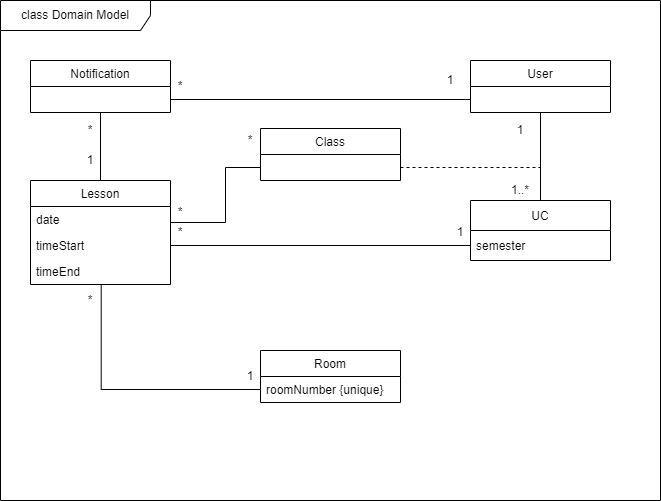 class Domain Model
Notification
User
*
1
*
1
Class
*
1
1..*
Lesson
date
timeStart
timeEnd
*
*
1
UC
semester
*
1
Room
roomNumber {unique}